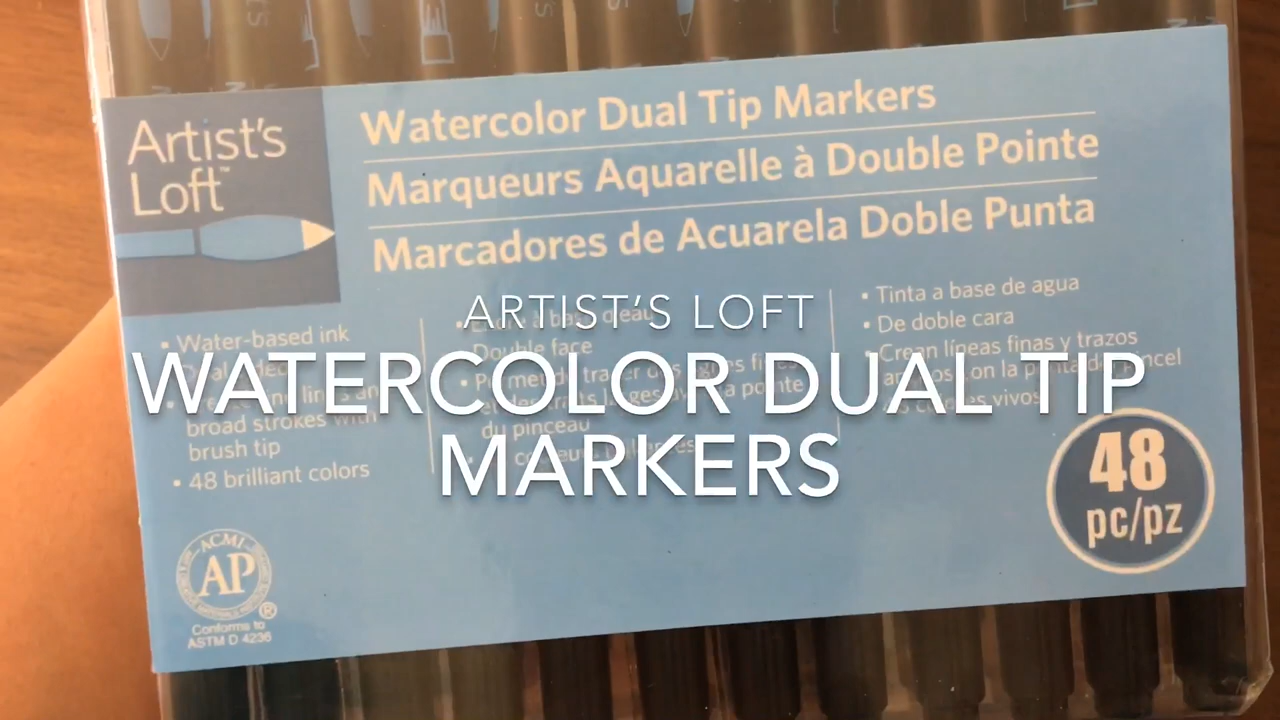 Artist's
Loft™
Watercolor Dual Tip Markers
Marqueurs Aquarelle à Double Pointe
Marcadores de Acuarela Doble Punta
ARTIST'S LOFT
WATERCOLOR DUAL TIP
MARKERS
• Water-based ink
broad strokes with
brush tip
• 48 brilliant colors
Double face
du pinceau
• Tinta a base de agua
• De doble cara
• Crean líneas finas y trazos
48
pc/pz
ACMI
AP
®
Conforms to
ASTM D 4236